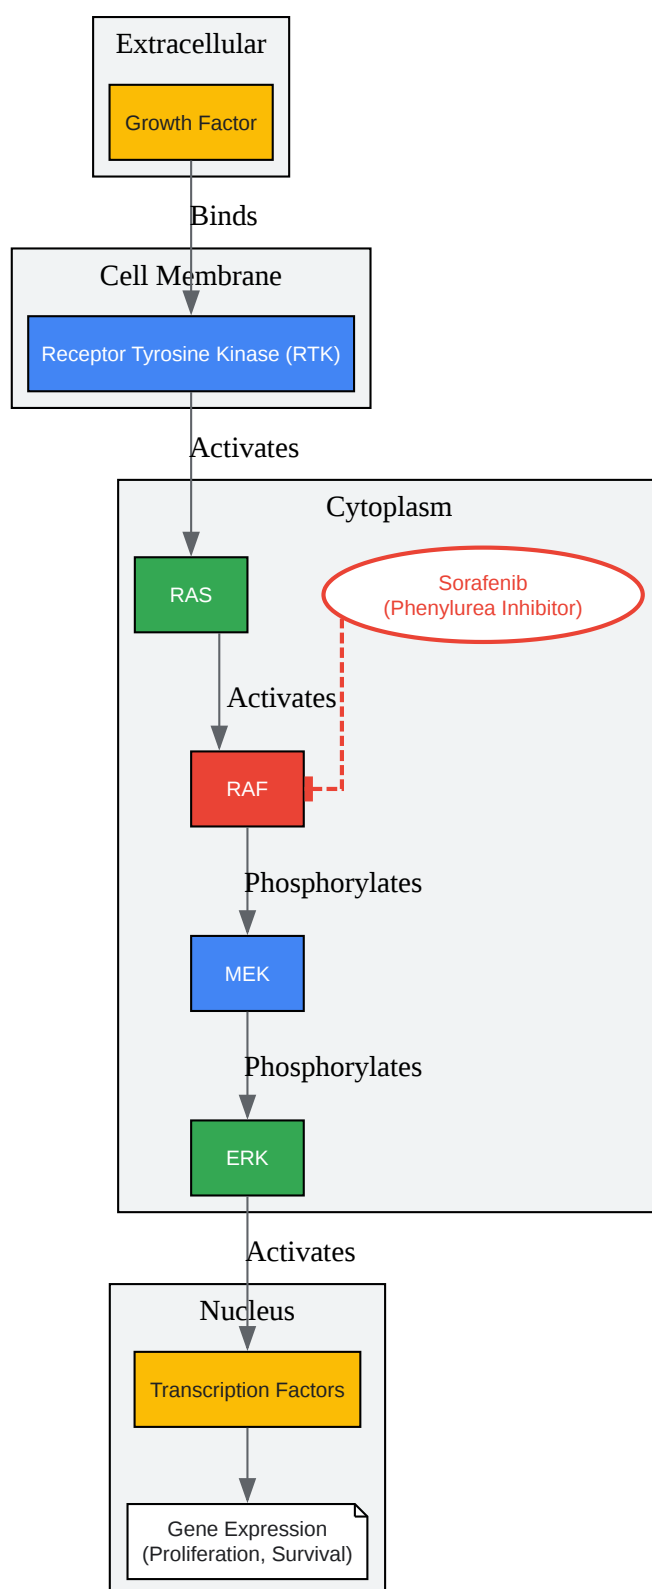 Extracellular
Growth Factor
Binds
Cell Membrane
Receptor Tyrosine Kinase (RTK)
Activates
Cytoplasm
RAS
Sorafenib
(Phenylurea Inhibitor)
Activates
RAF
Phosphorylates
MEK
Phosphorylates
ERK
Activates
Nucleus
Transcription Factors
Gene Expression
(Proliferation, Survival)